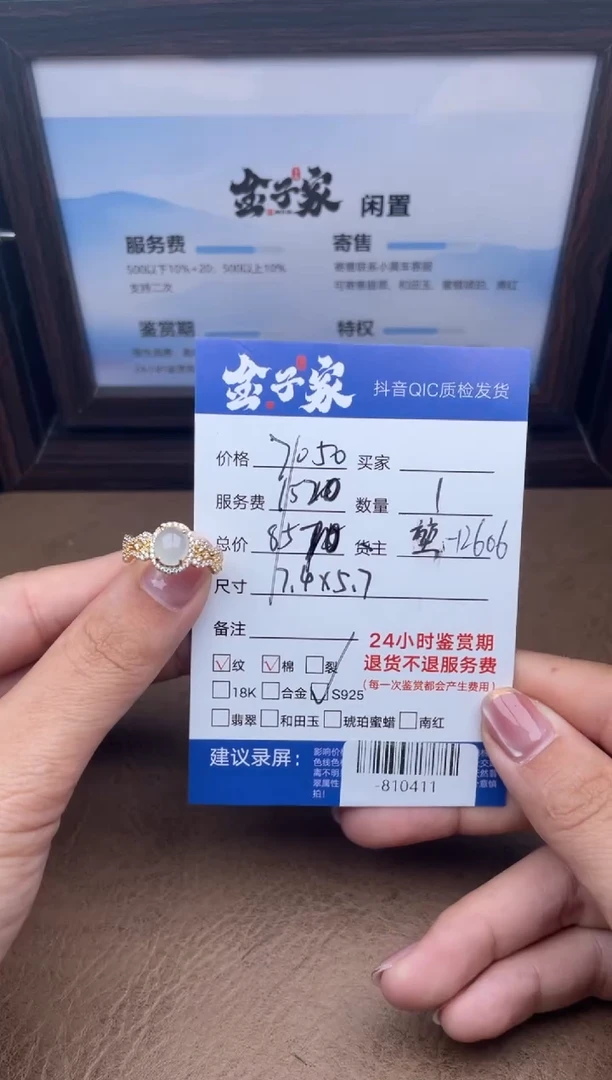 金子家 闲置
服务费
寄售
500以下10%+20, 500以上10%
支持二次
鉴赏期
特权
金子家 抖音QIC质检发货
价格 7050 买家
服务费 数量 1
总价 货主 -12606
尺寸 7.4x5.7
备注
24小时鉴赏期
退货不退服务费
(每一次鉴赏都会产生费用)
纹 棉 裂
18K 合金 S925
翡翠 和田玉 琥珀蜜蜡 南红
建议录屏:
-810411